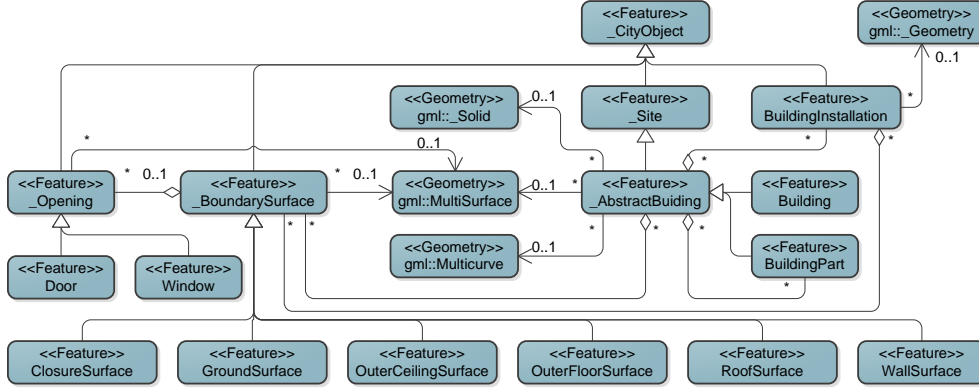 <<Feature>>
_CityObject
<<Geometry>>
gml::_Geometry
0..1
<<Geometry>>
gml::_Solid
0..1
<<Feature>>
_Site
<<Feature>>
BuildingInstallation
*
*
*
*
0..1
*
*
<<Feature>>
_Opening
*
0..1
<<Feature>>
_BoundarySurface
*
0..1
<<Geometry>>
gml::MultiSurface
0..1
*
<<Feature>>
_AbstractBuiding
<<Feature>>
Building
*
*
*
*
*
<<Geometry>>
gml::Multicurve
0..1
<<Feature>>
BuildingPart
*
<<Feature>>
Door
<<Feature>>
Window
<<Feature>>
ClosureSurface
<<Feature>>
GroundSurface
<<Feature>>
OuterCeilingSurface
<<Feature>>
OuterFloorSurface
<<Feature>>
RoofSurface
<<Feature>>
WallSurface